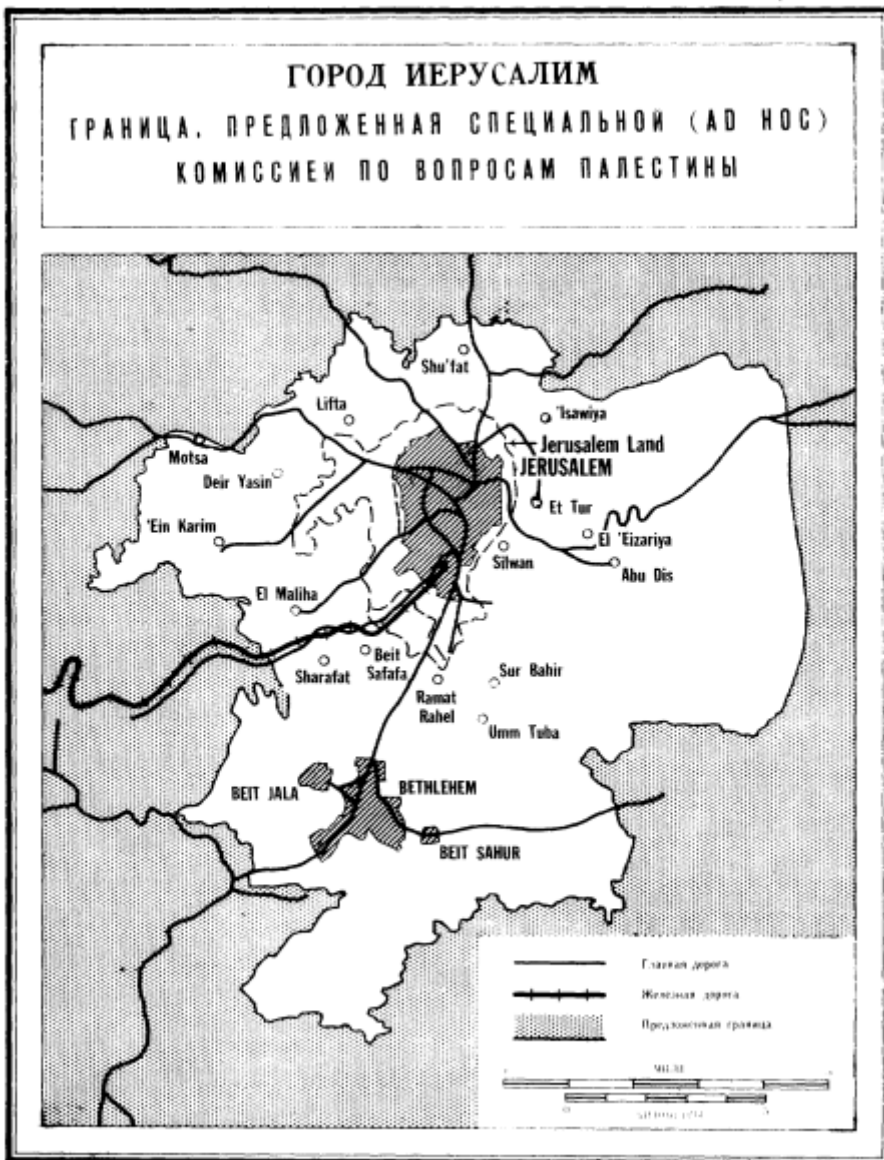 ГОРОД ИЕРУСАЛИМ
ГРАНИЦА, ПРЕДЛОЖЕННАЯ СПЕЦИАЛЬНОЙ (AD HOC)
КОМИССИЕЙ ПО ВОПРОСАМ ПАЛЕСТИНЫ
Shu'fat
Lifta
'Isawiya
Motsa
Jerusalem Land
JERUSALEM
Deir Yasin
Et Tur
'Ein Karim
El 'Eizariya
Silwan
Abu Dis
El Maliha
Beit
Safafa
Sharafat
Ramat
Rahel
Sur Bahir
Umm Tuba
BEIT JALA
BETHLEHEM
BEIT SAHUR
Главная дорога
Железная дорога
Предложенная граница